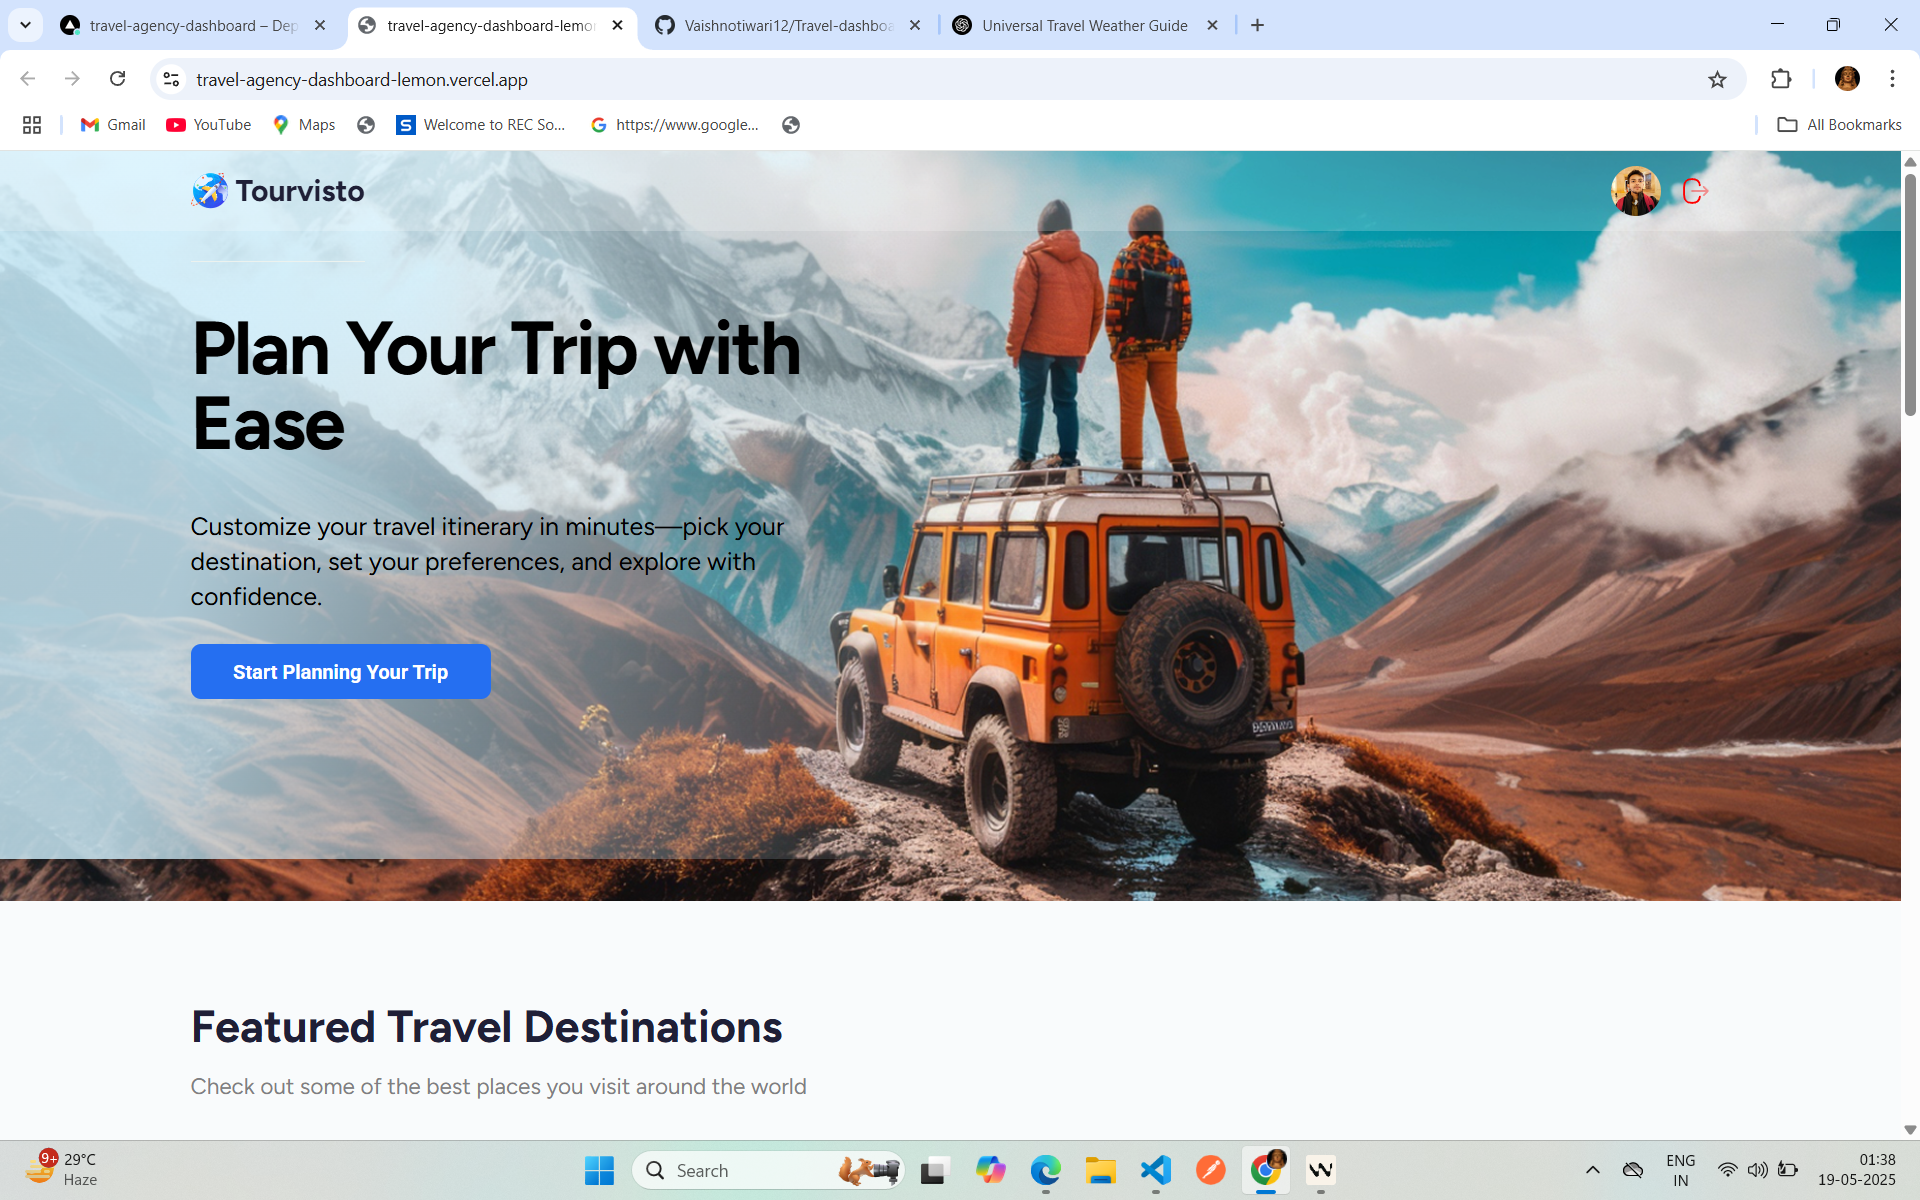 travel-agency-dashboard – Dep
travel-agency-dashboard-lemon
Vaishnotiwari12/Travel-dashboa
Universal Travel Weather Guide
travel-agency-dashboard-lemon.vercel.app
Gmail
YouTube
Maps
Welcome to REC So...
https://www.google...
All Bookmarks
Tourvisto
Plan Your Trip with
Ease
Customize your travel itinerary in minutes—pick your
destination, set your preferences, and explore with
confidence.
Start Planning Your Trip
Featured Travel Destinations
Check out some of the best places you visit around the world
9+
29°C
Haze
Search
ENG
IN
01:38
19-05-2025